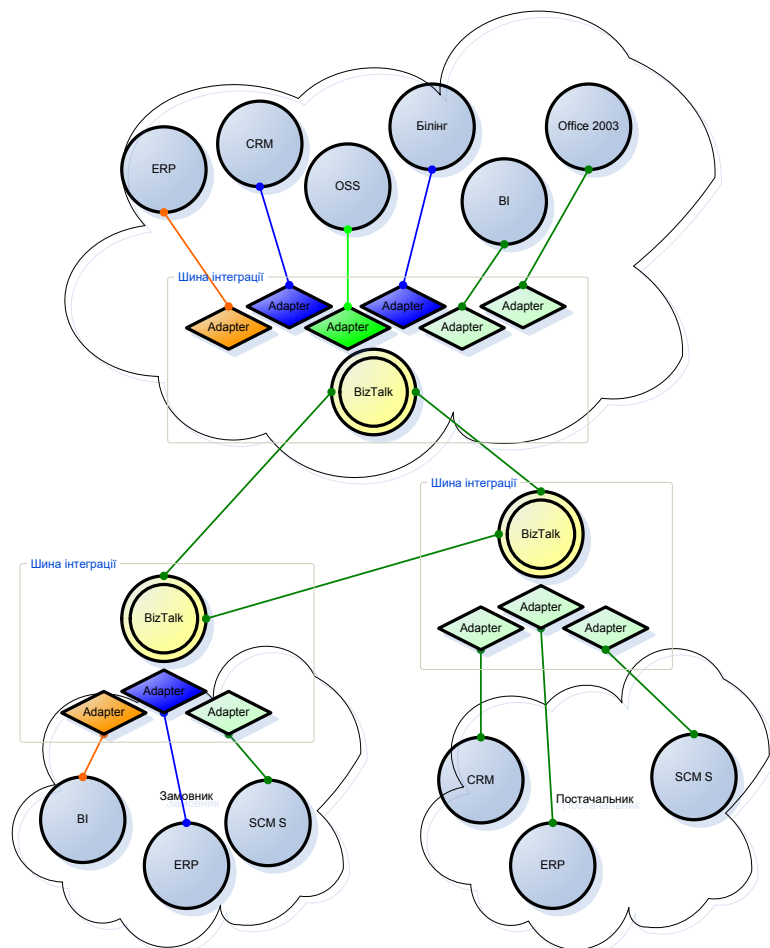 Білінг
Office 2003
CRM
ERP
OSS
BI
Шина інтеграції
Adapter
Adapter
Adapter
Adapter
Adapter
Adapter
BizTalk
Шина інтеграції
BizTalk
Шина інтеграції
Adapter
BizTalk
Adapter
Adapter
Adapter
Adapter
Adapter
SCM S
CRM
Замовник
Постачальник
BI
SCM S
ERP
ERP